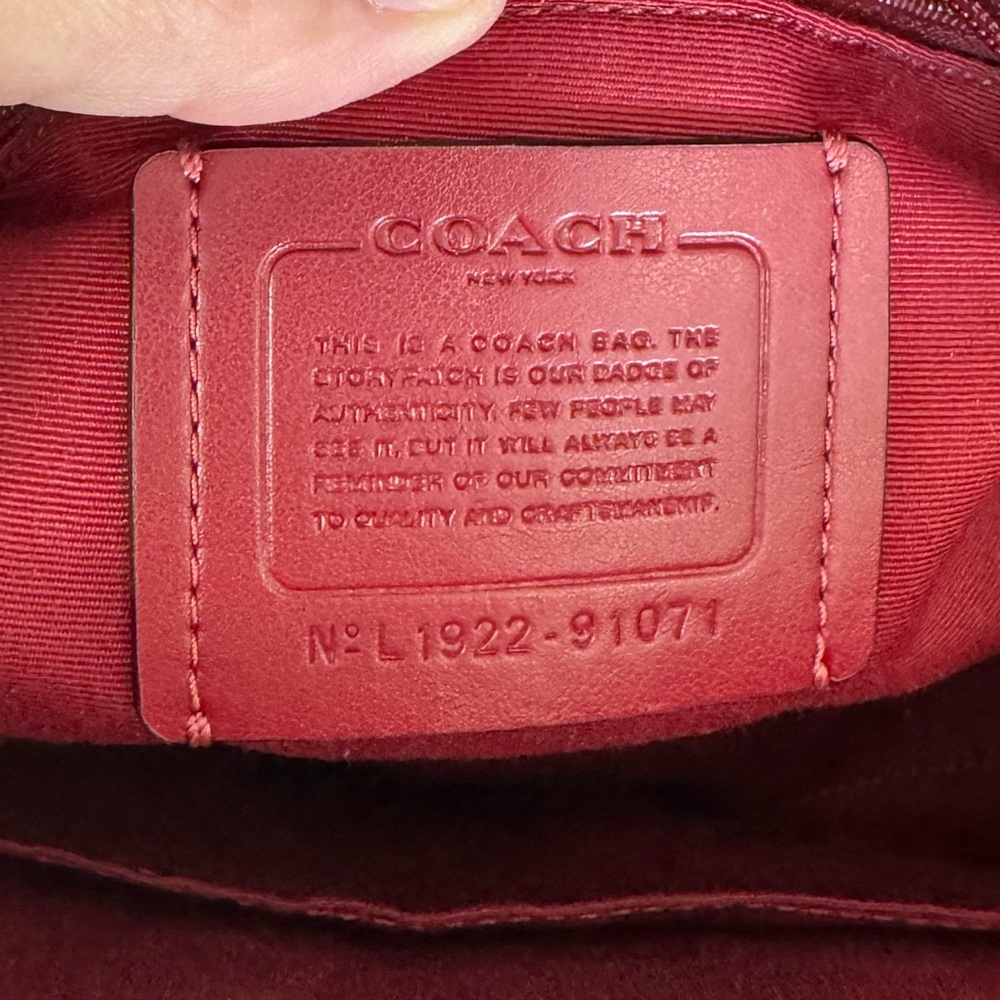 COACH
NEW YORK
THIS IS A COACH BAG. THE
STORYPATCH IS OUR BADGE OF
AUTHENTICITY. FEW PEOPLE MAY
SEE IT, BUT IT WILL ALWAYS BE A
REMINDER OF OUR COMMITMENT
TO QUALITY AND CRAFTSMANSHIP.
Nº L1922-91071